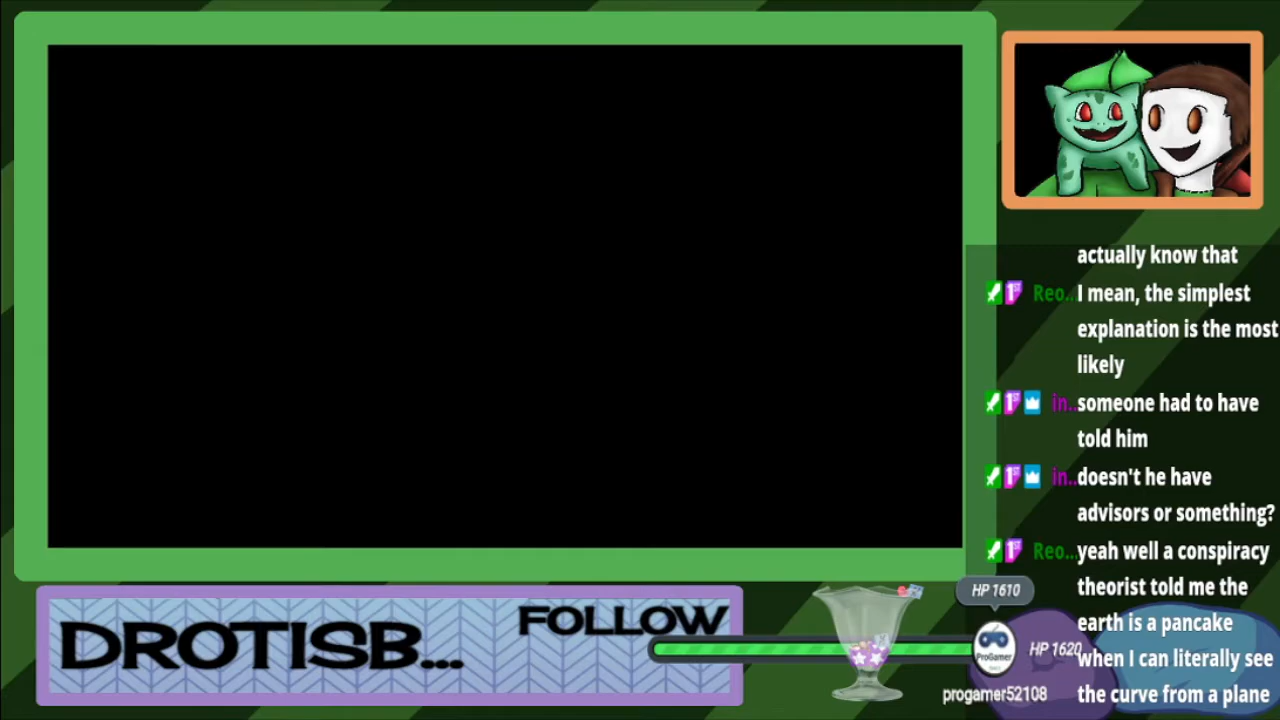 actually know that
Reo... I mean, the simplest
explanation is the most
likely
in... someone had to have
told him
in... doesn't he have
advisors or something?
Reo... yeah well a conspiracy
theorist told me the
earth is a pancake
when I can literally see
the curve from a plane
FOLLOW
DROTISB...
HP 1610
ProGamer
HP 1620
progamer52108